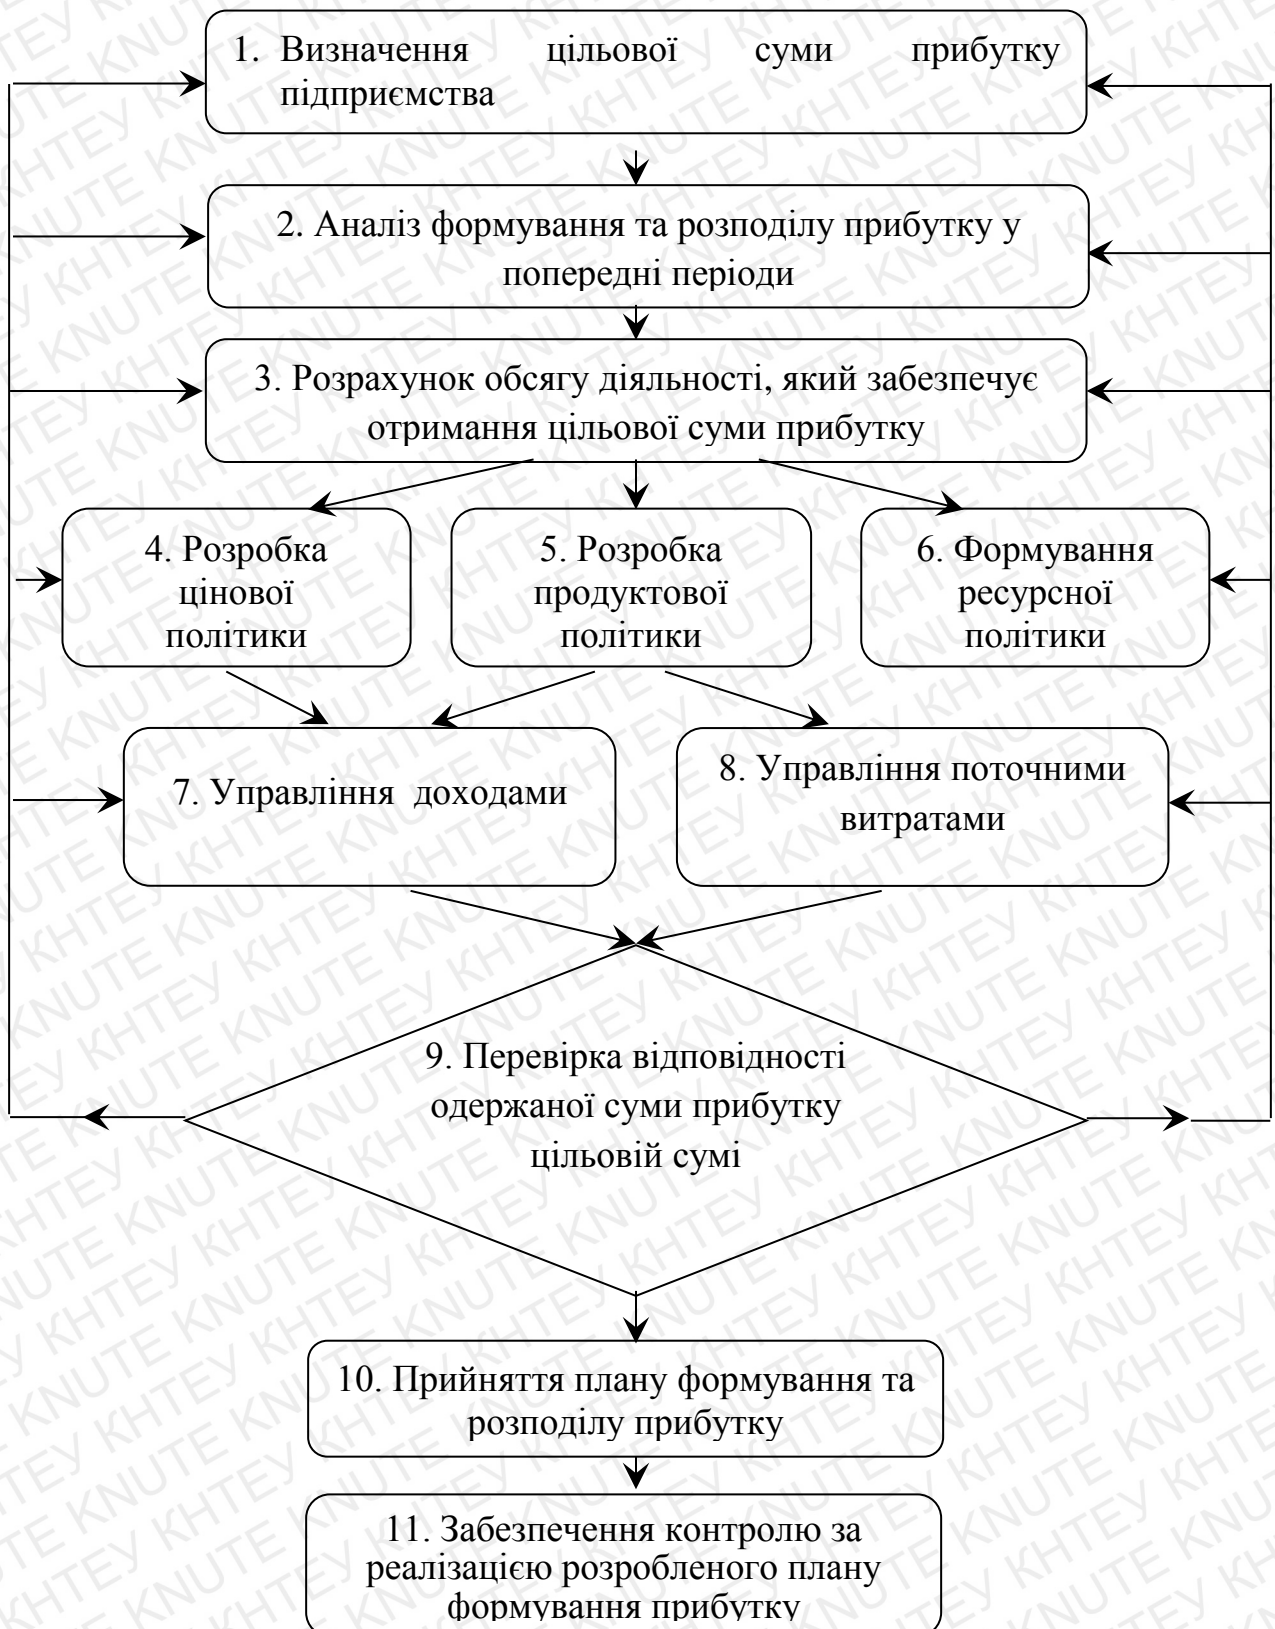 1. Визначення цільової суми прибутку
підприємства
2. Аналіз формування та розподілу прибутку у
попередні періоди
3. Розрахунок обсягу діяльності, який забезпечує
отримання цільової суми прибутку
4. Розробка
цінової
політики
5. Розробка
продуктової
політики
6. Формування
ресурсної
політики
7. Управління доходами
8. Управління поточними
витратами
9. Перевірка відповідності
одержаної суми прибутку
цільовій сумі
10. Прийняття плану формування та
розподілу прибутку
11. Забезпечення контролю за
реалізацією розробленого плану
формування прибутку